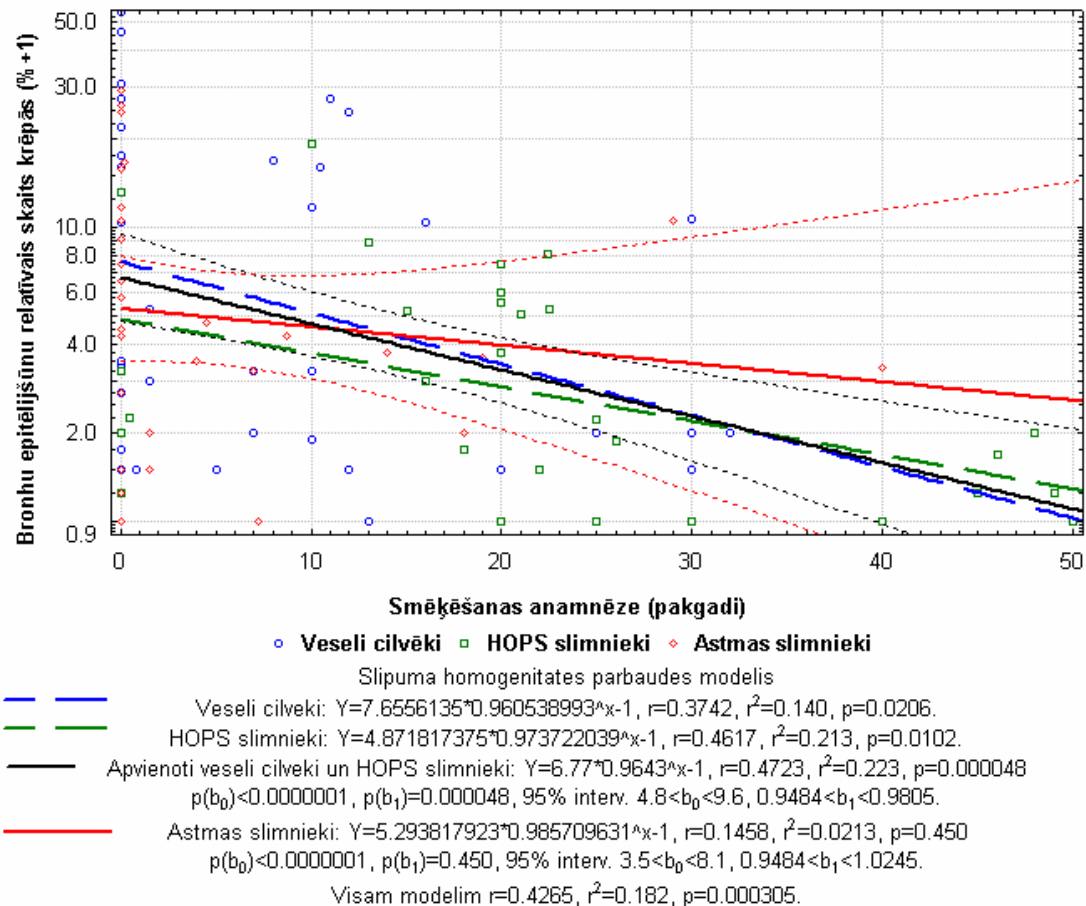 Bronhu epitēlijšūnu relatīvais skaits krēpās (% +1)
50.0
30.0
10.0
8.0
6.0
4.0
2.0
0.9
0 10 20 30 40 50
Smēķēšanas anamnēze (pakgadi)
Veseli cilvēki HOPS slimnieki Astmas slimnieki
Slipuma homogenitates parbaudes modelis
Veseli cilveki: Y=7.6556135*0.960538993^x-1, r=0.3742, r²=0.140, p=0.0206.
HOPS slimnieki: Y=4.871817375*0.973722039^x-1, r=0.4617, r²=0.213, p=0.0102.
Apvienoti veseli cilveki un HOPS slimnieki: Y=6.77*0.9643^x-1, r=0.4723, r²=0.223, p=0.000048
p(b₀)<0.0000001, p(b₁)=0.000048, 95% interv. 4.8<b₀<9.6, 0.9484<b₁<0.9805.
Astmas slimnieki: Y=5.293817923*0.985709631^x-1, r=0.1458, r²=0.0213, p=0.450
p(b₀)<0.0000001, p(b₁)=0.450, 95% interv. 3.5<b₀<8.1, 0.9484<b₁<1.0245.
Visam modelim r=0.4265, r²=0.182, p=0.000305.